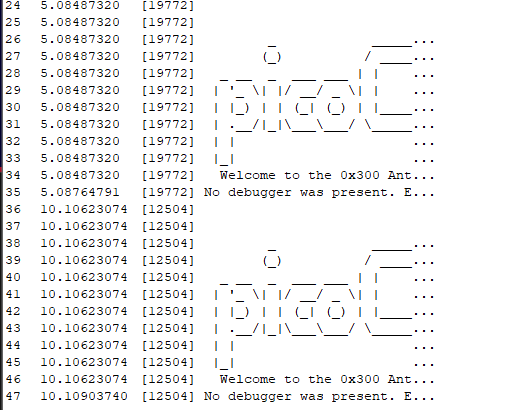 24 5.08487320 [19772]
25 5.08487320 [19772]
26 5.08487320 [19772]               _            _____...
27 5.08487320 [19772]              (_)          / ____...
28 5.08487320 [19772]         _ __  _  ___ ___ | |    ...
29 5.08487320 [19772]        | '_ \| |/ __/ _ \| |    ...
30 5.08487320 [19772]        | |_) | | (_| (_) | |____...
31 5.08487320 [19772]        | .__/|_|\___\___/ \_____...
32 5.08487320 [19772]        | |                      ...
33 5.08487320 [19772]        |_|                      ...
34 5.08487320 [19772] Welcome to the 0x300 Ant...
35 5.08764791 [19772] No debugger was present. E...
36 10.10623074 [12504]
37 10.10623074 [12504]
38 10.10623074 [12504]               _            _____...
39 10.10623074 [12504]              (_)          / ____...
40 10.10623074 [12504]         _ __  _  ___ ___ | |    ...
41 10.10623074 [12504]        | '_ \| |/ __/ _ \| |    ...
42 10.10623074 [12504]        | |_) | | (_| (_) | |____...
43 10.10623074 [12504]        | .__/|_|\___\___/ \_____...
44 10.10623074 [12504]        | |                      ...
45 10.10623074 [12504]        |_|                      ...
46 10.10623074 [12504] Welcome to the 0x300 Ant...
47 10.10903740 [12504] No debugger was present. E...